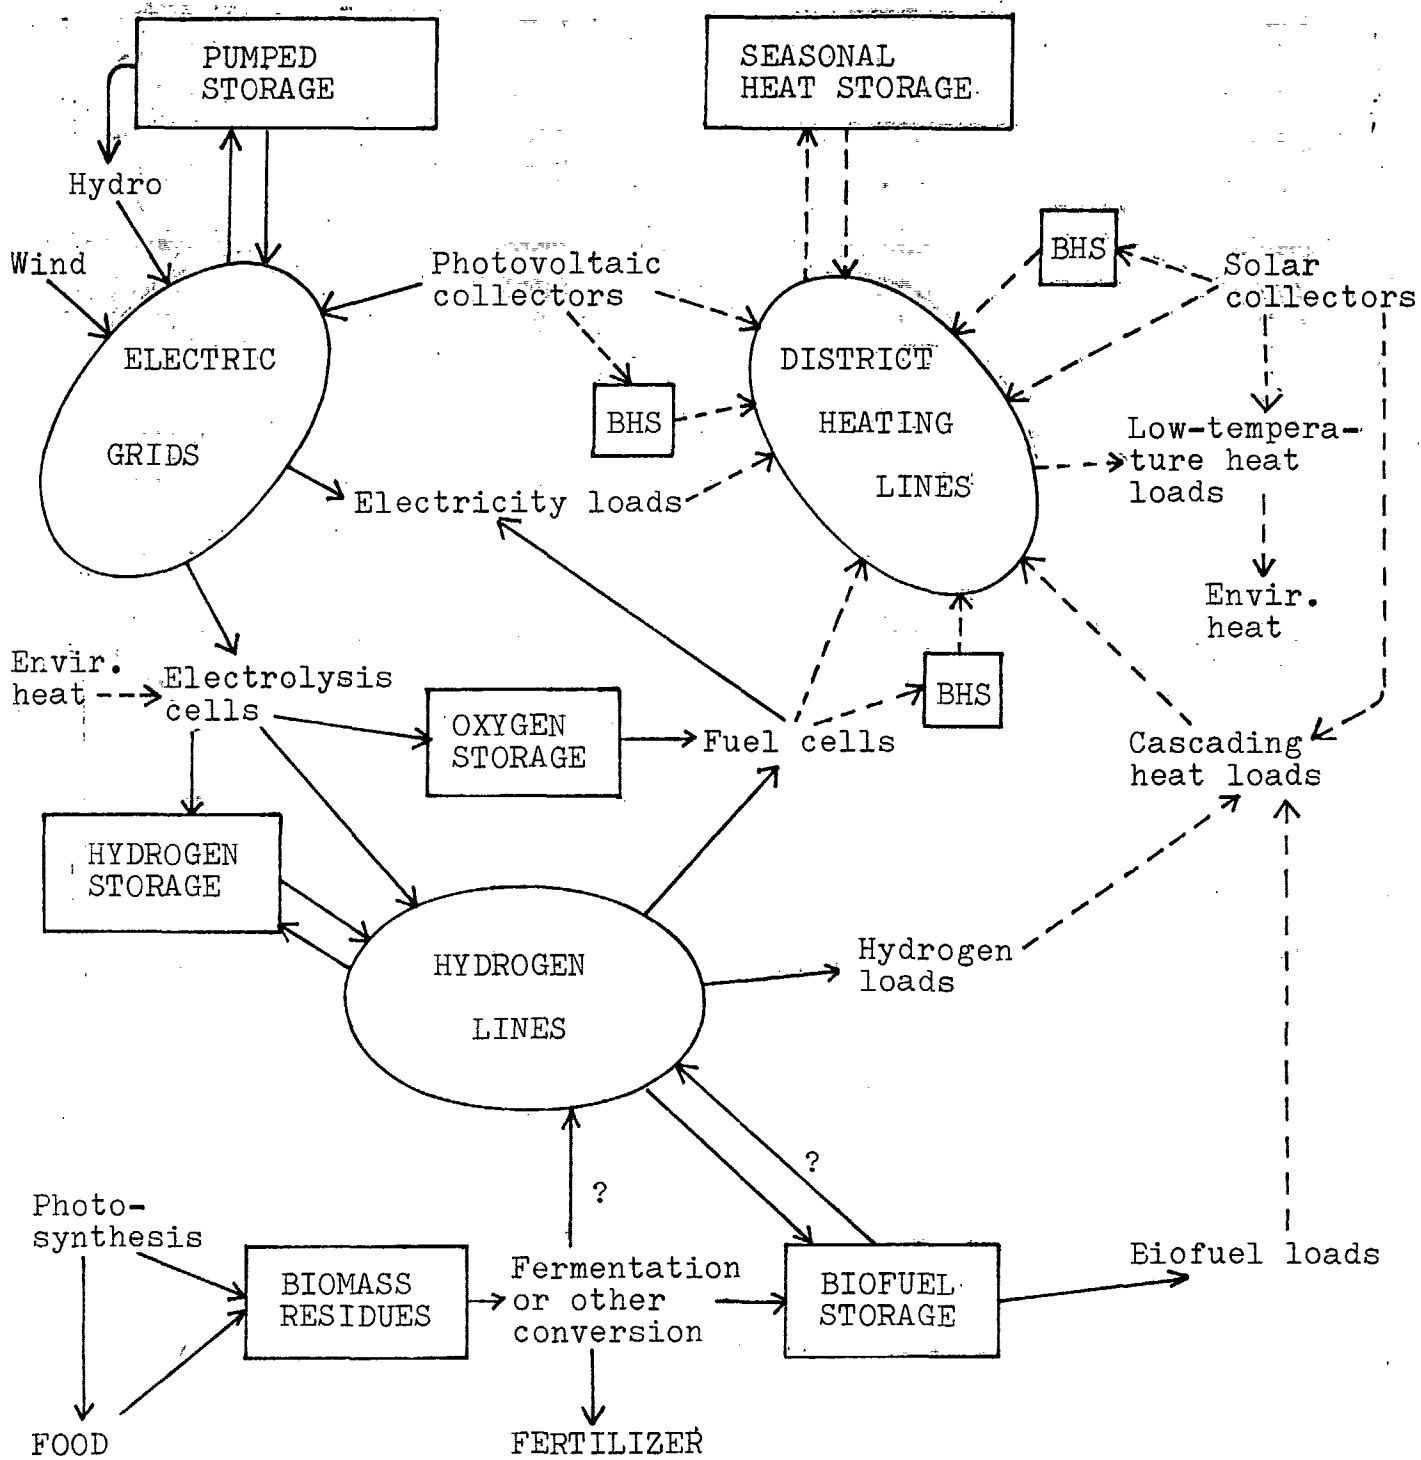 PUMPED
STORAGE
SEASONAL
HEAT STORAGE
Hydro
Wind
Photovoltaic
collectors
BHS
Solar
collectors
ELECTRIC
GRIDS
BHS
DISTRICT
HEATING
LINES
Low-tempera-
ture heat
loads
Electricity loads
Envir.
heat
Envir.
heat
Electrolysis
cells
OXYGEN
STORAGE
Fuel cells
BHS
Cascading
heat loads
HYDROGEN
STORAGE
HYDROGEN
LINES
Hydrogen
loads
?
?
Photo-
synthesis
BIOMASS
RESIDUES
Fermentation
or other
conversion
BIOFUEL
STORAGE
Biofuel loads
FOOD
FERTILIZER